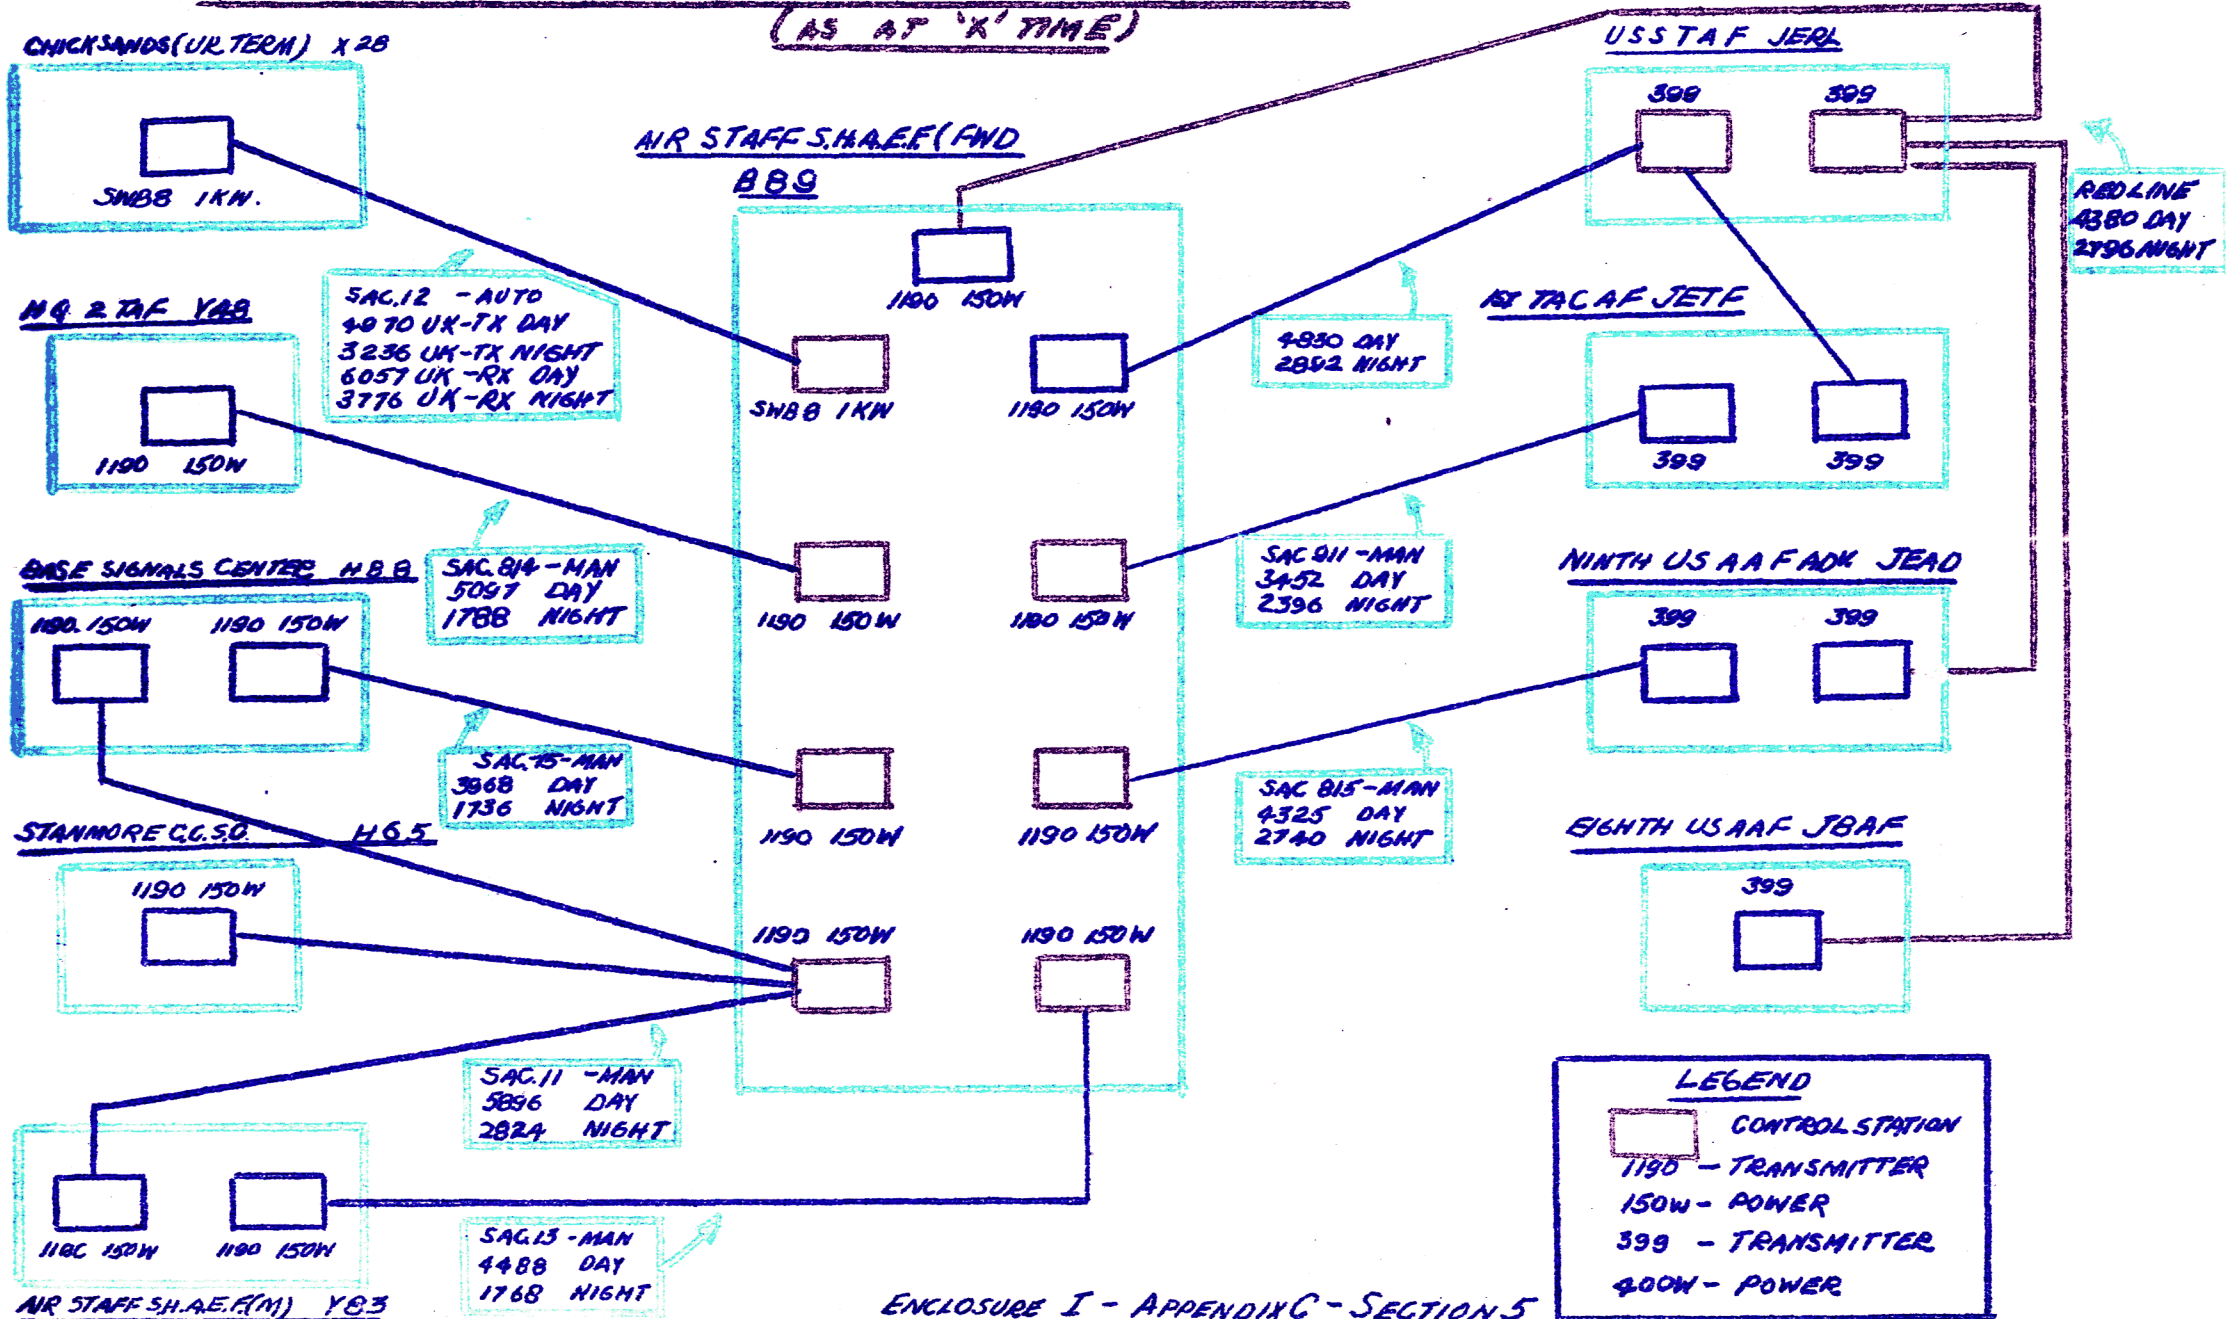 (AS AT 'X' TIME)
CHICKSANDS (UK TERM) X28
SWB8 1KW.
SAC.12 - AUTO
4970 UK-TX DAY
3236 UK-TX NIGHT
6057 UK-RX DAY
3776 UK-RX NIGHT
HQ 2 TAF Y48
1190 150W
SAC. 814 - MAN
5097 DAY
1788 NIGHT
BASE SIGNALS CENTER H88
1190. 150W 1190 150W
SAC. 75 - MAN
3968 DAY
1736 NIGHT
STANMORE C.C.S.O. H65
1190 150W
SAC. 11 - MAN
5896 DAY
2824 NIGHT
119C 150W 1190 150W
AIR STAFF S.H.A.E.F.(M) Y83
SAC. 13 - MAN
4488 DAY
1768 NIGHT
AIR STAFF S.H.A.E.F. (FWD
B89
1190 150W
SWB8 1KW 1190 150W
1190 150W 1190 150W
1190 150W 1190 150W
1190 150W 1190 150W
USSTAF JERL
399 399
RED LINE
4380 DAY
2796 NIGHT
4830 DAY
2892 NIGHT
1ST TAC AF JETF
399 399
SAC 911 - MAN
3452 DAY
2396 NIGHT
NINTH US AAF ADK JEAD
399 399
SAC 815 - MAN
4325 DAY
2740 NIGHT
EIGHTH USAAF JBAF
399
LEGEND
CONTROL STATION
1190 - TRANSMITTER
150W - POWER
399 - TRANSMITTER
400W - POWER
ENCLOSURE I - APPENDIX C - SECTION 5